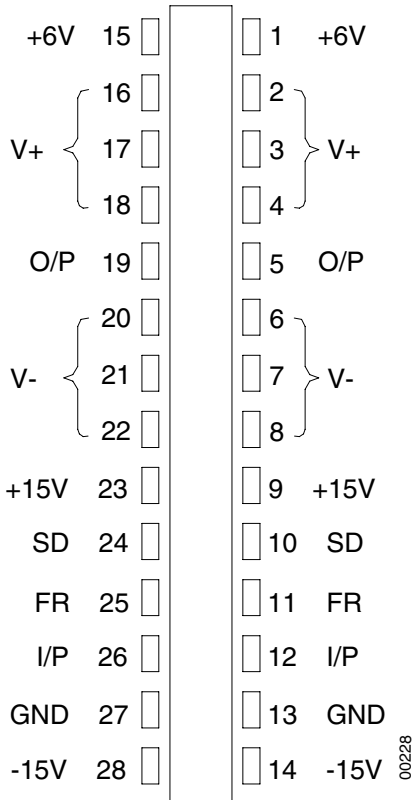 +6V 15 1 +6V
16 2
V+ 17 3 V+
18 4
O/P 19 5 O/P
20 6
V- 21 7 V-
22 8
+15V 23 9 +15V
SD 24 10 SD
FR 25 11 FR
I/P 26 12 I/P
GND 27 13 GND
-15V 28 14 -15V
00228